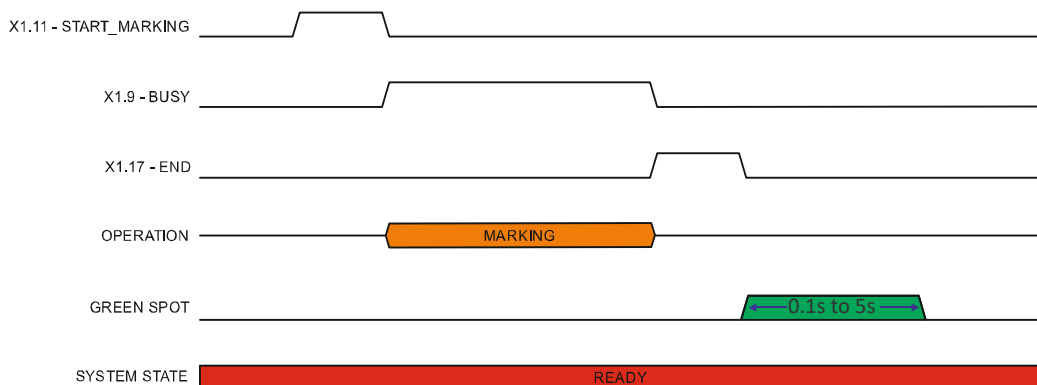 X1.11 - START_MARKING
X1.9 - BUSY
X1.17 - END
OPERATION
MARKING
GREEN SPOT
0.1s to 5s
SYSTEM STATE
READY